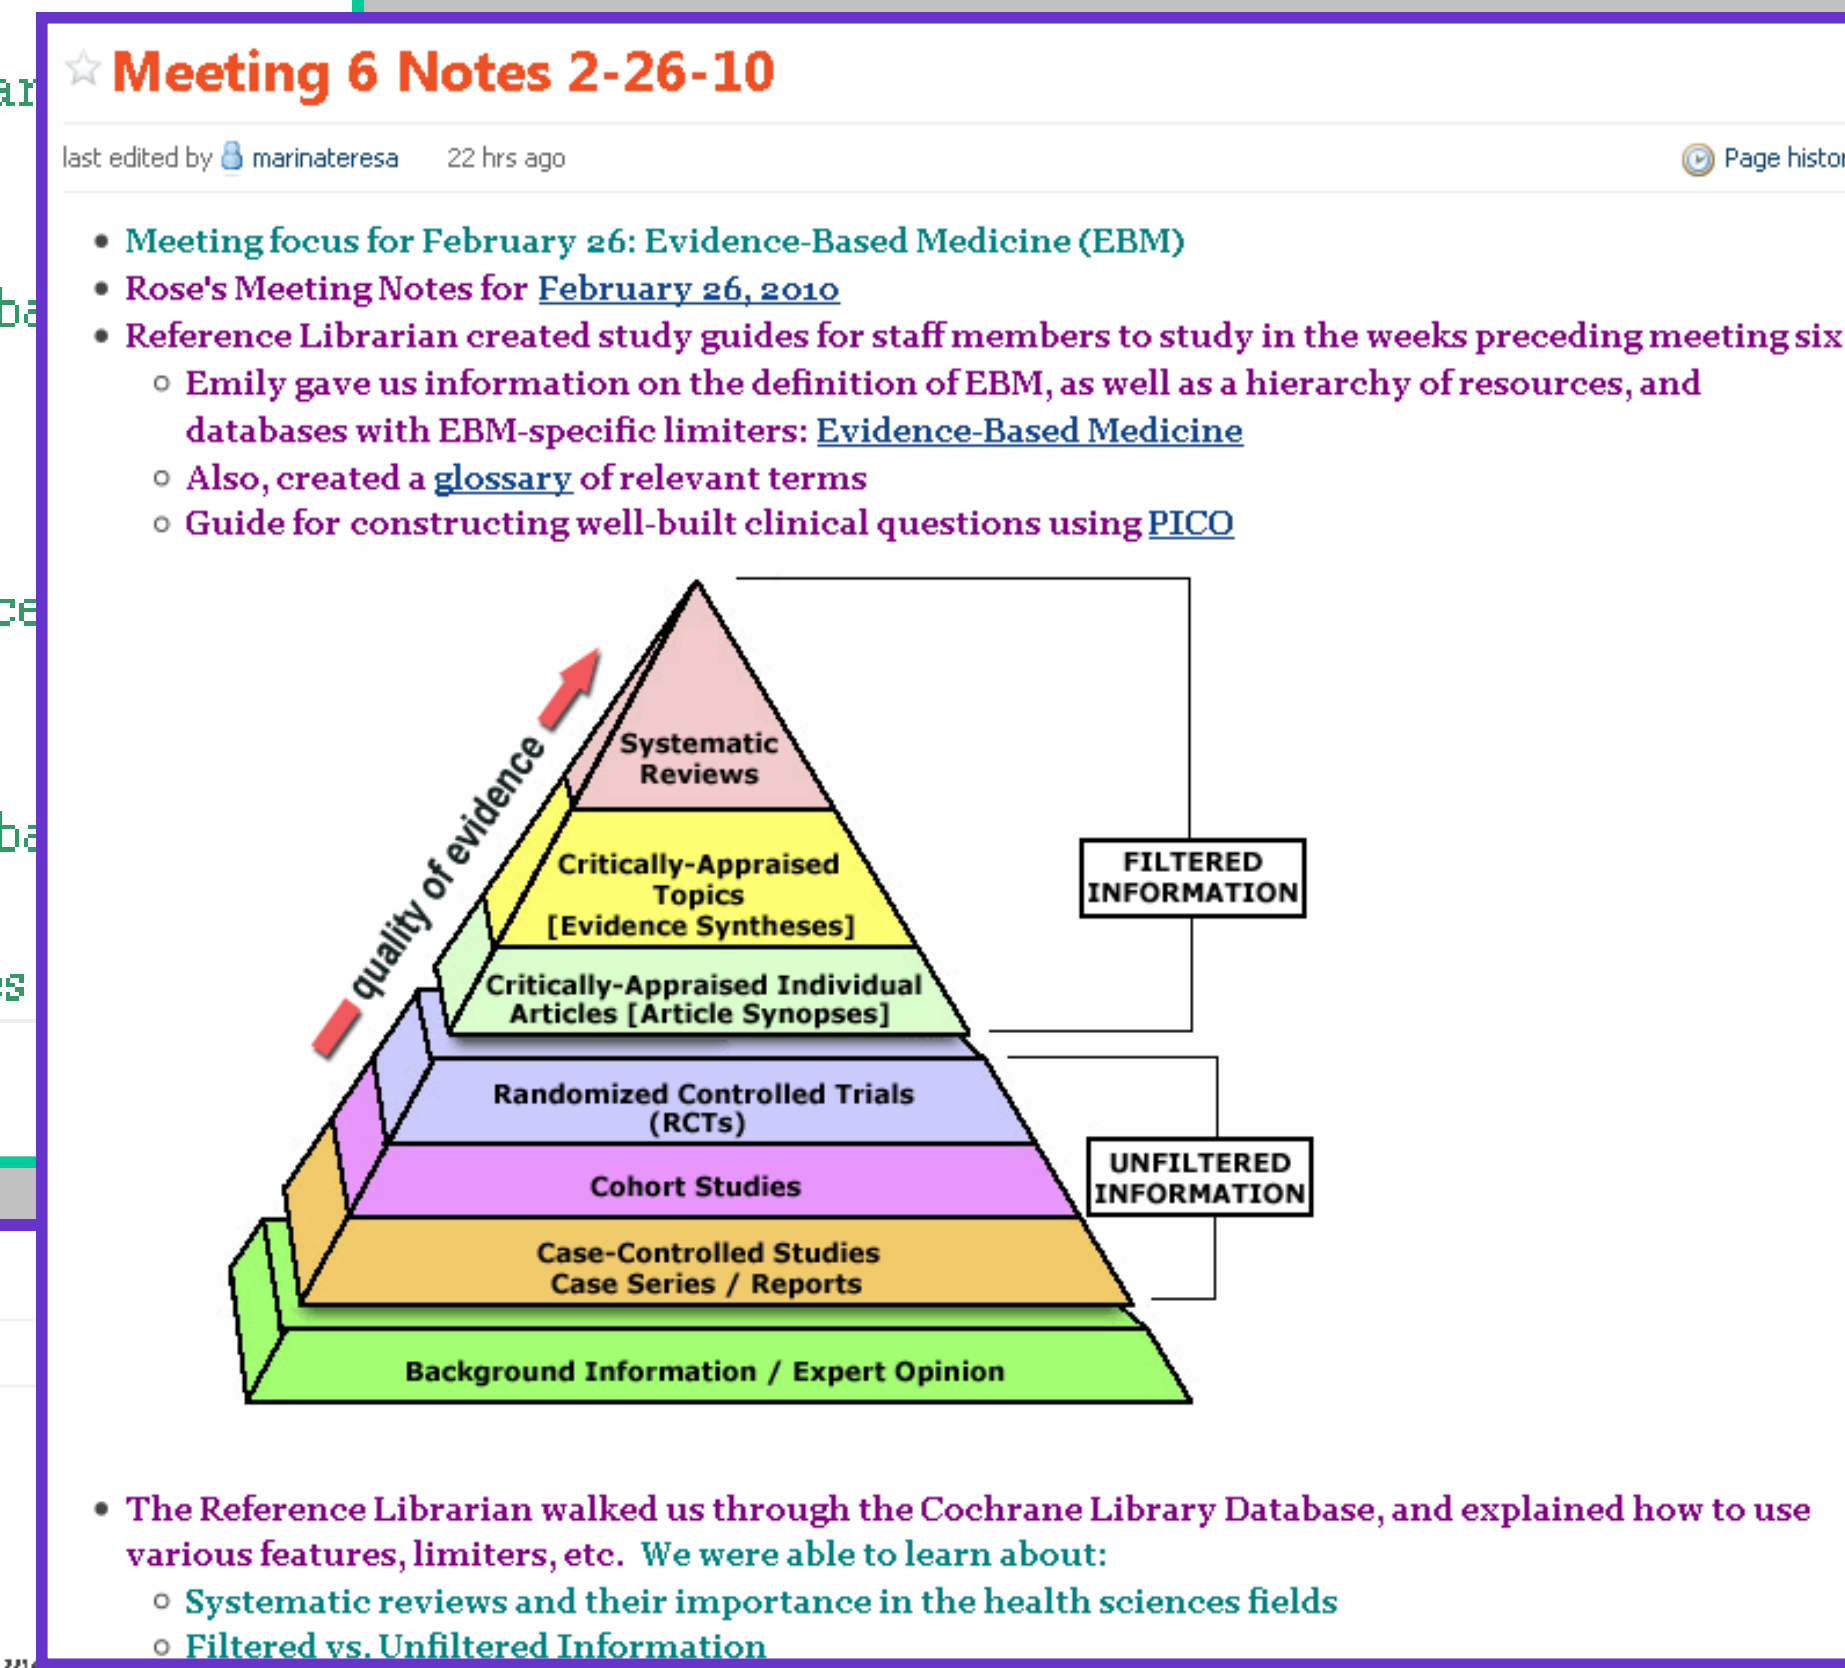 Meeting 6 Notes 2-26-10
last edited by marinateresa 22 hrs ago
Page histor
Meeting focus for February 26: Evidence-Based Medicine (EBM)
Rose's Meeting Notes for February 26, 2010
Reference Librarian created study guides for staff members to study in the weeks preceding meeting six
Emily gave us information on the definition of EBM, as well as a hierarchy of resources, and
databases with EBM-specific limiters: Evidence-Based Medicine
Also, created a glossary of relevant terms
Guide for constructing well-built clinical questions using PICO
quality of evidence
Systematic
Reviews
Critically-Appraised
Topics
[Evidence Syntheses]
Critically-Appraised Individual
Articles [Article Synopses]
FILTERED
INFORMATION
Randomized Controlled Trials
(RCTs)
Cohort Studies
Case-Controlled Studies
Case Series / Reports
UNFILTERED
INFORMATION
Background Information / Expert Opinion
The Reference Librarian walked us through the Cochrane Library Database, and explained how to use
various features, limiters, etc. We were able to learn about:
Systematic reviews and their importance in the health sciences fields
Filtered vs. Unfiltered Information